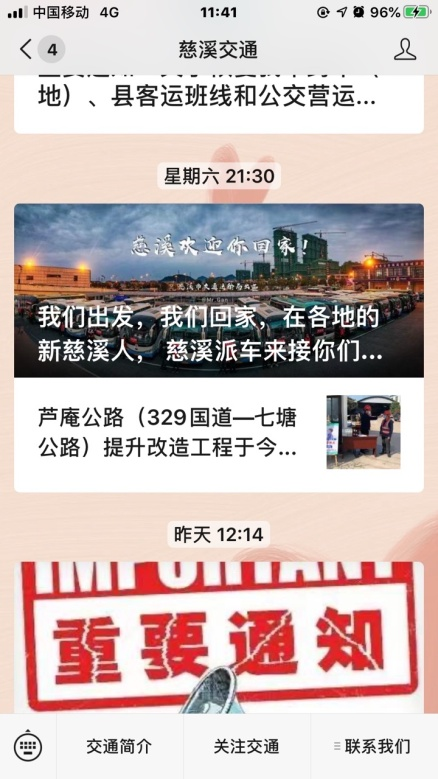 中国移动 4G 11:41 96%
4 慈溪交通
地）、县客运班线和公交营运...
星期六 21:30
慈溪欢迎你回家！
我们出发，我们回家，在各地的
新慈溪人， 慈溪派车来接你们...
芦庵公路（329国道—七塘
公路）提升改造工程于今...
昨天 12:14
IMPORTANT
重要通知
交通简介 关注交通 联系我们